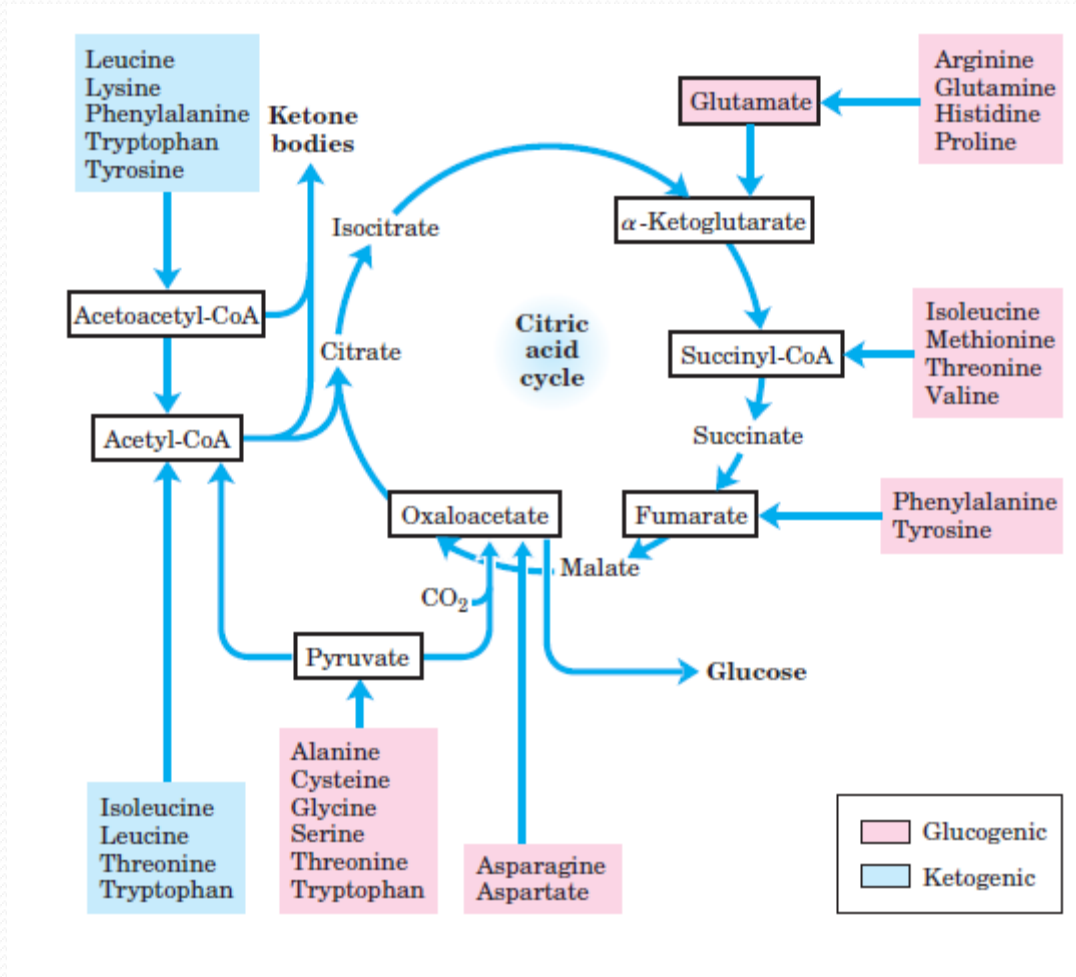 Leucine
Lysine
Phenylalanine
Tryptophan
Tyrosine
Ketone
bodies
Glutamate
Arginine
Glutamine
Histidine
Proline
Isocitrate
α-Ketoglutarate
Acetoacetyl-CoA
Citrate
Citric
acid
cycle
Succinyl-CoA
Isoleucine
Methionine
Threonine
Valine
Acetyl-CoA
Succinate
Oxaloacetate
Fumarate
Phenylalanine
Tyrosine
Malate
CO₂
Pyruvate
Glucose
Isoleucine
Leucine
Threonine
Tryptophan
Alanine
Cysteine
Glycine
Serine
Threonine
Tryptophan
Asparagine
Aspartate
Glucogenic
Ketogenic